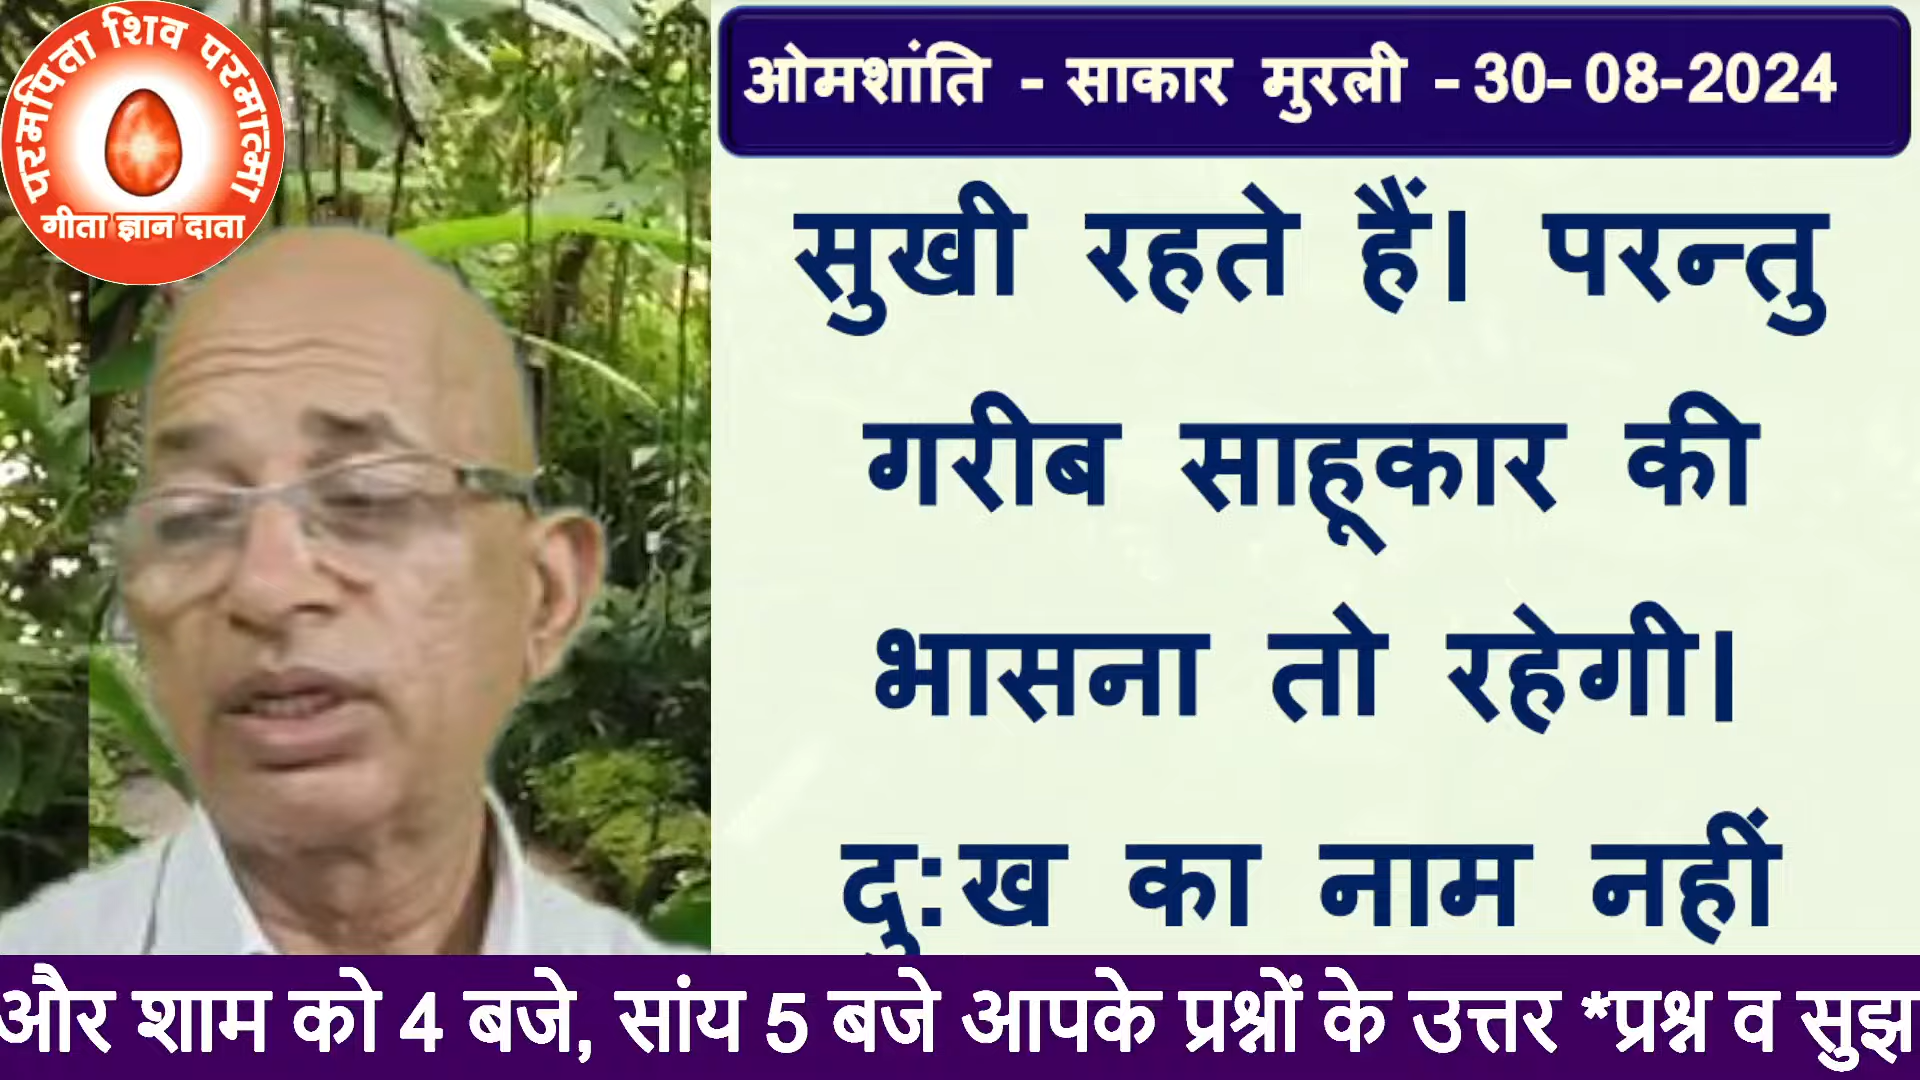 परमपिता शिव परमात्मा
गीता ज्ञान दाता
ओमशांति - साकार मुरली - 30-08-2024
सुखी रहते हैं। परन्तु
गरीब साहूकार की
भासना तो रहेगी।
दु:ख का नाम नहीं
और शाम को 4 बजे, सांय 5 बजे आपके प्रश्नों के उत्तर *प्रश्न व सुझ